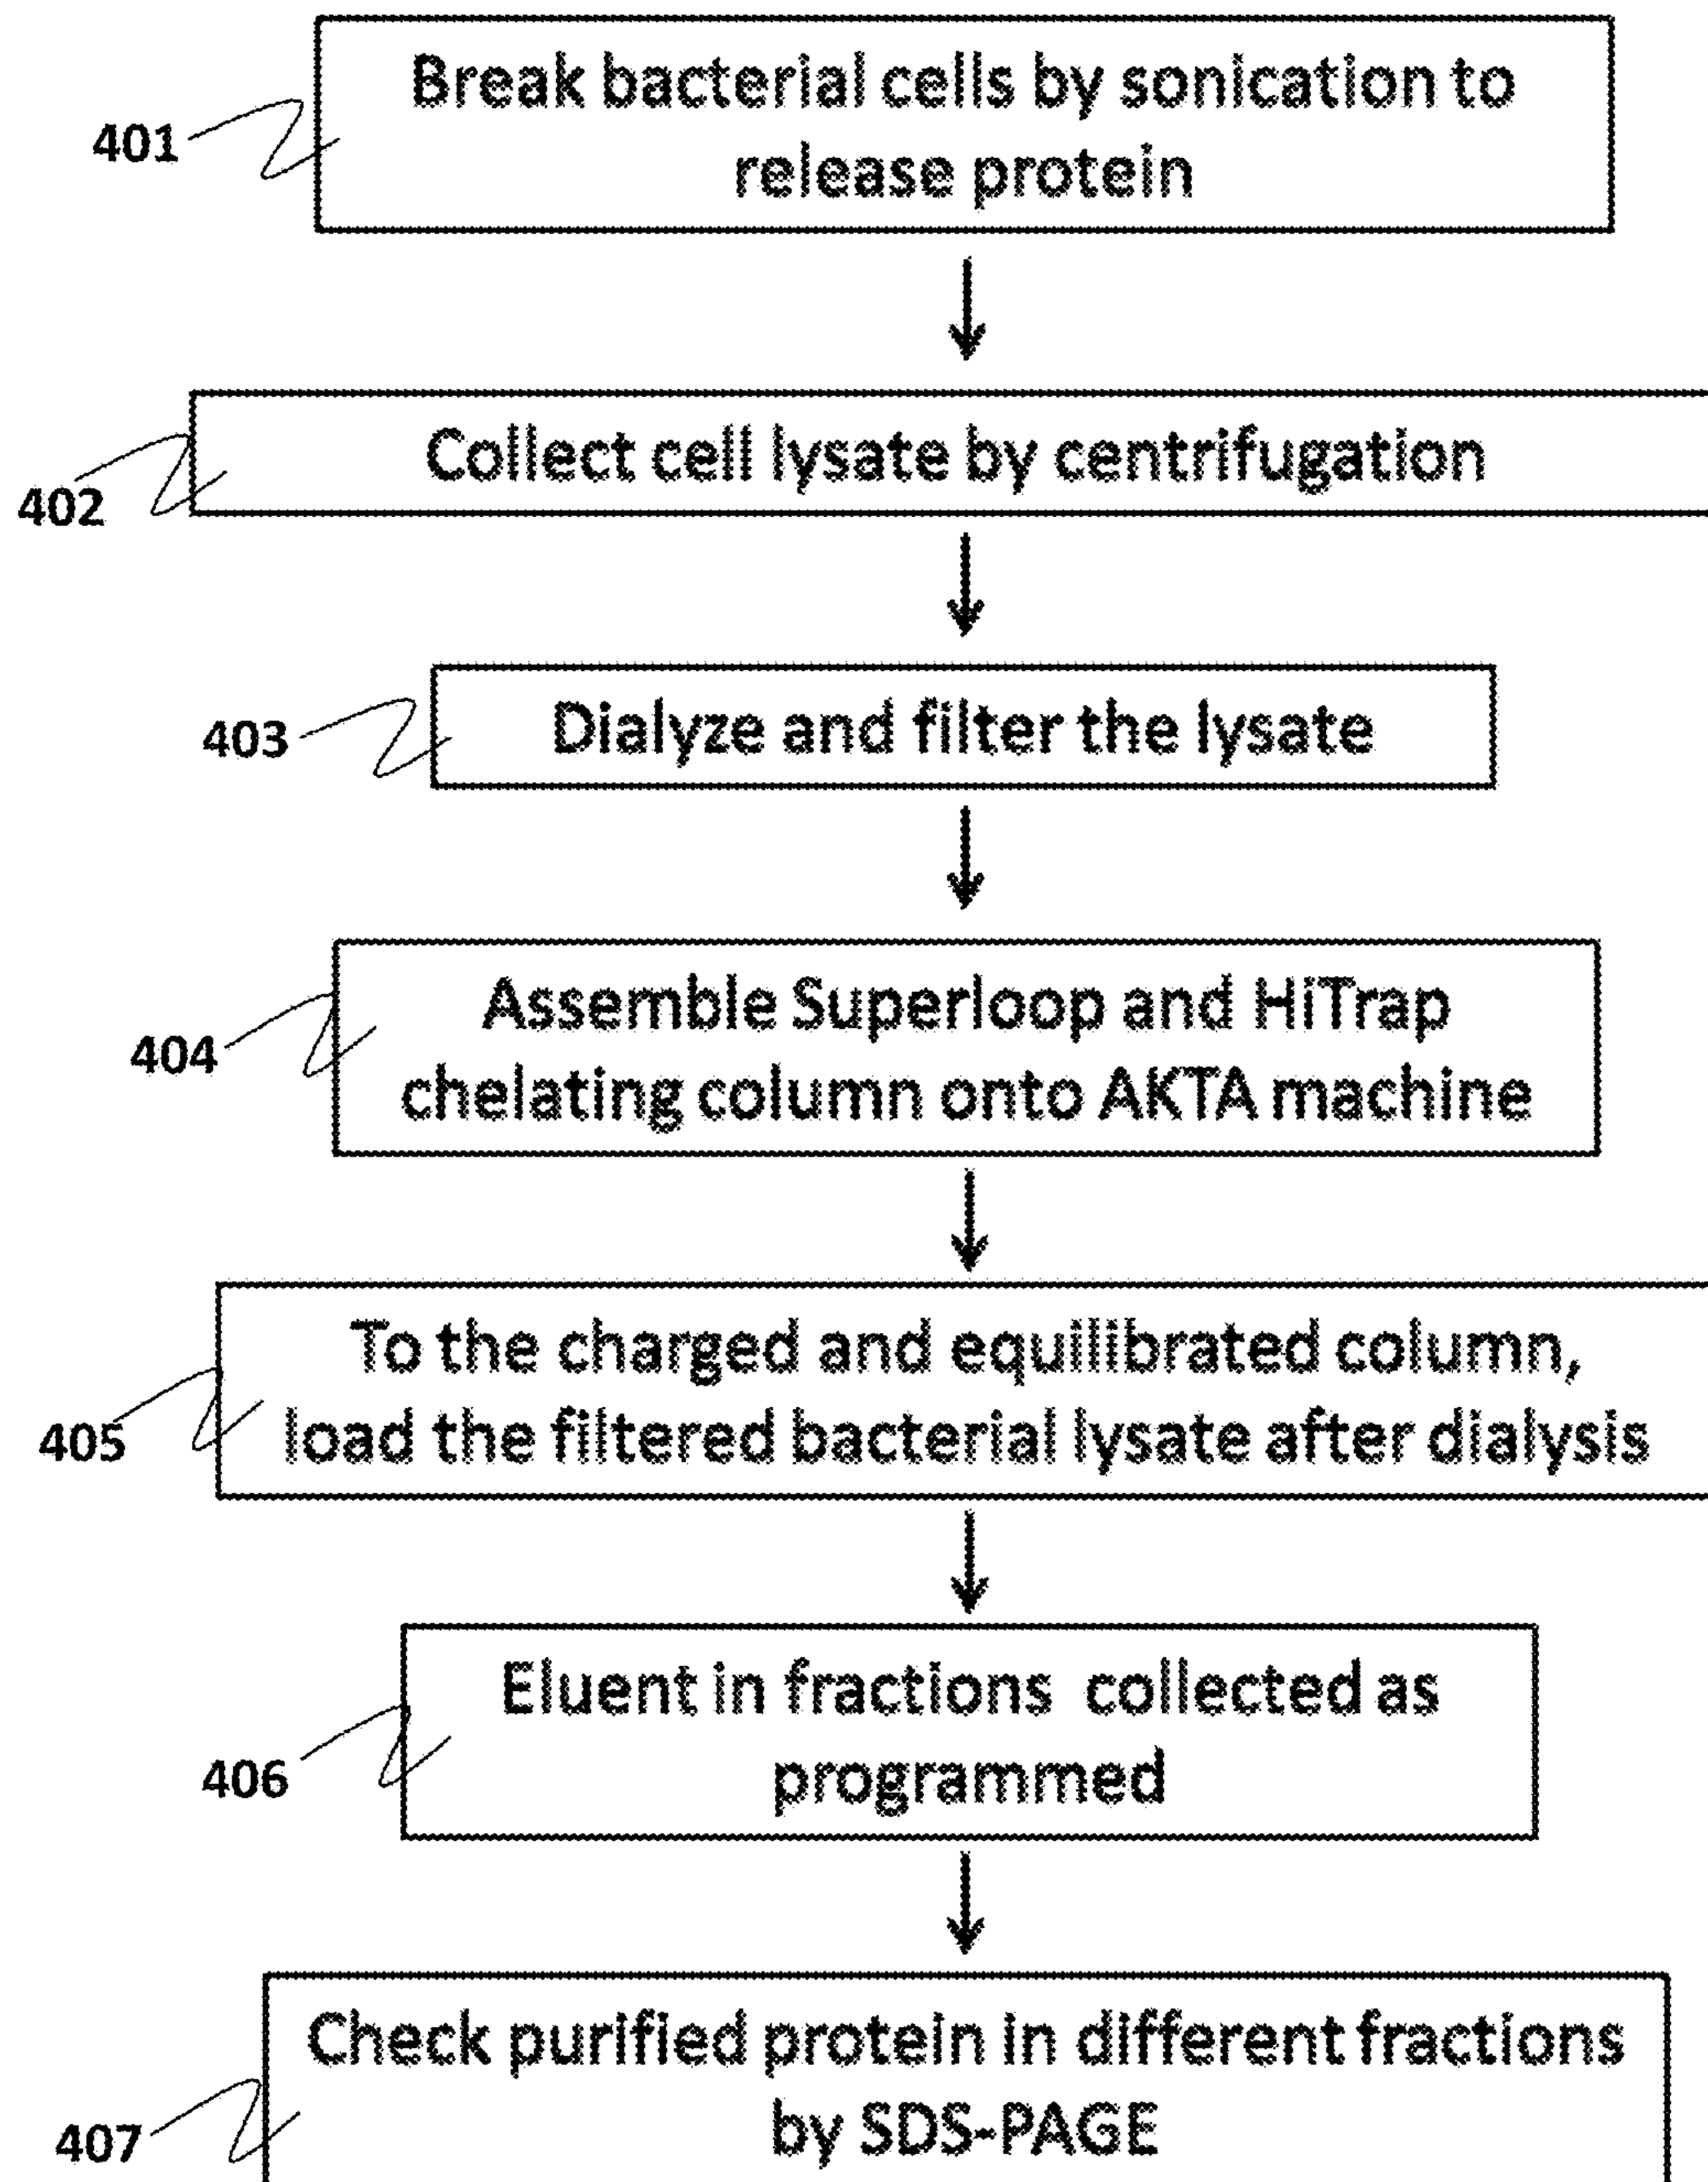 Break bacterial cells by sonication to
release protein
401
Collect cell lysate by centrifugation
402
Dialyze and filter the lysate
403
Assemble Superloop and HiTrap
chelating column onto AKTA machine
404
To the charged and equilibrated column,
load the filtered bacterial lysate after dialysis
405
Eluent in fractions collected as
programmed
406
Check purified protein in different fractions
by SDS-PAGE
407